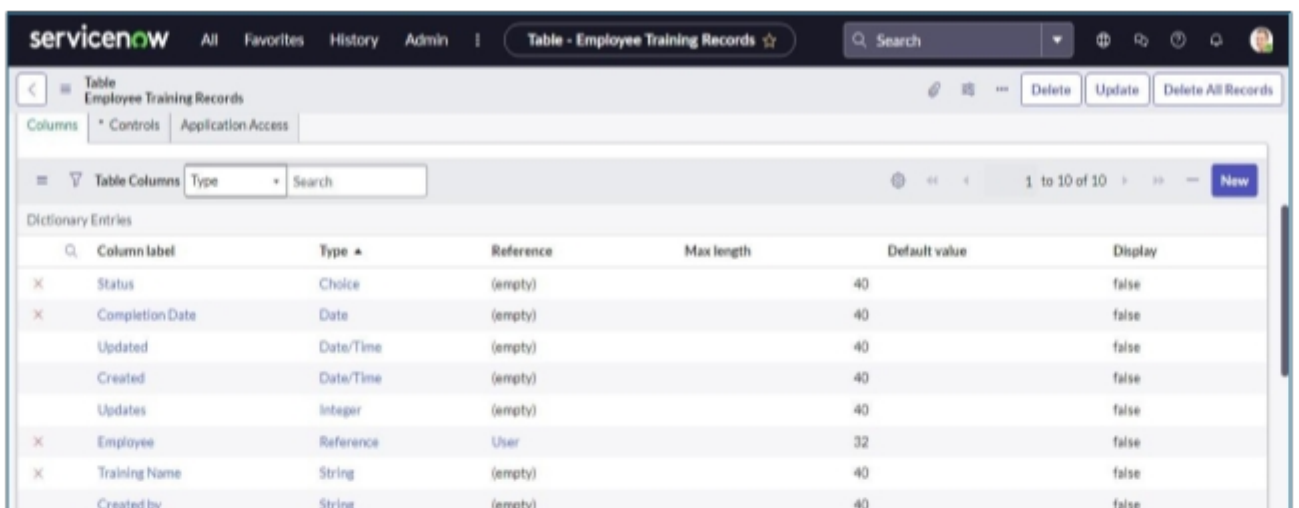 servicenow All Favorites History Admin Table - Employee Training Records Search
Table
Employee Training Records
Delete Update Delete All Records
Columns * Controls Application Access
Table Columns Type Search 1 to 10 of 10 New
Dictionary Entries
Column label Type Reference Max length Default value Display
Status Choice (empty) 40 false
Completion Date Date (empty) 40 false
Updated Date/Time (empty) 40 false
Created Date/Time (empty) 40 false
Updates Integer (empty) 40 false
Employee Reference User 32 false
Training Name String (empty) 40 false
Created by String (empty) 40 false